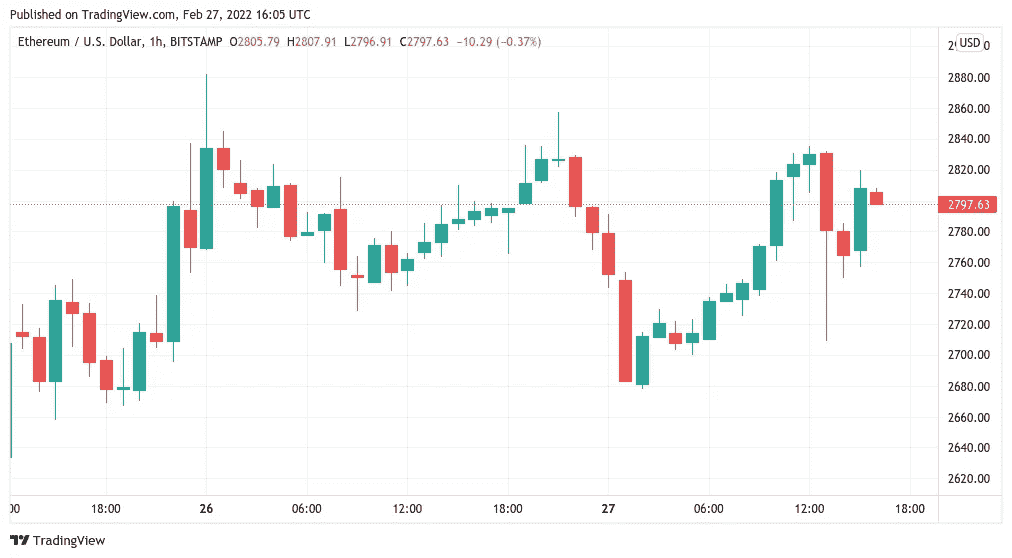 Published on TradingView.com, Feb 27, 2022 16:05 UTC
Ethereum / U.S. Dollar, 1h, BITSTAMP O2805.79 H2807.91 L2796.91 C2797.63 −10.29 (−0.37%)
USD
2880.00
2860.00
2840.00
2820.00
2797.63
2780.00
2760.00
2740.00
2720.00
2700.00
2680.00
2660.00
2640.00
2620.00
18:00 26 06:00 12:00 18:00 27 06:00 12:00 18:00
TradingView